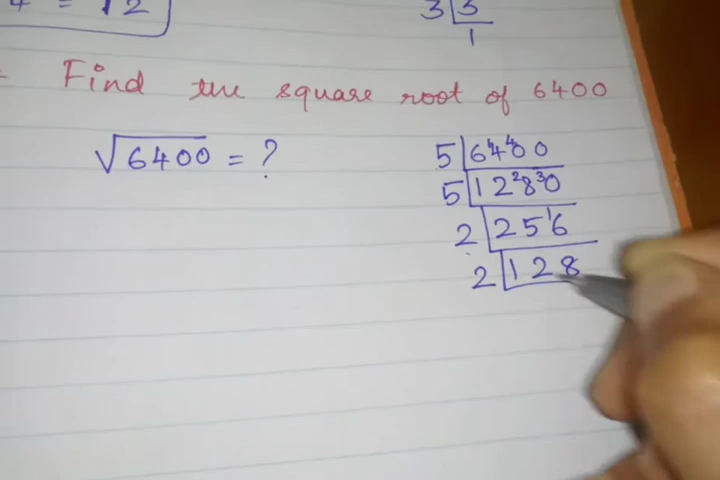 4 = √2
3 3
1
Find the square root of 6400
√6400 = ?
5 6400
5 1280
2 256
2 128